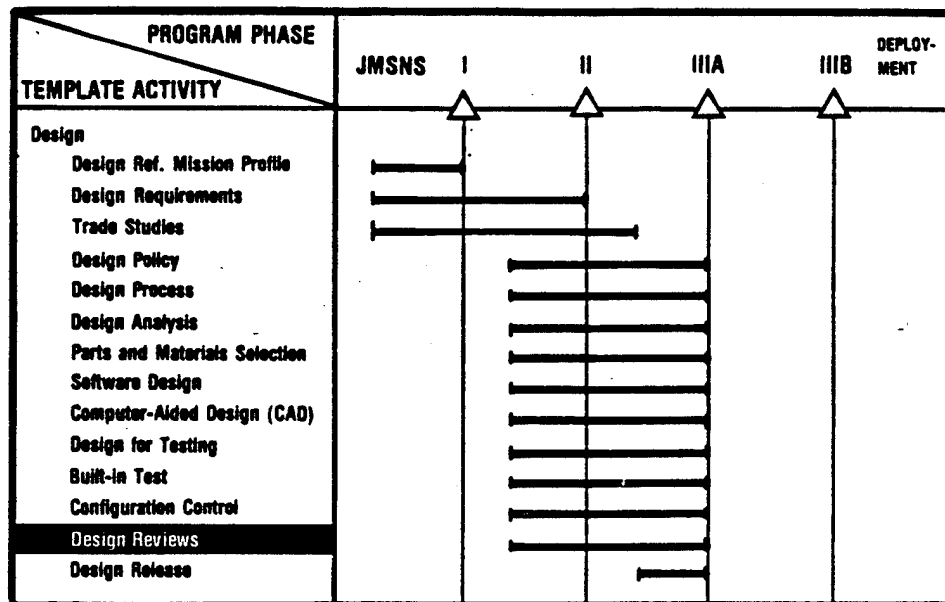 PROGRAM PHASE
TEMPLATE ACTIVITY
JMSNS I II IIIA IIIB DEPLOY-
MENT
Design
Design Ref. Mission Profile
Design Requirements
Trade Studies
Design Policy
Design Process
Design Analysis
Parts and Materials Selection
Software Design
Computer-Aided Design (CAD)
Design for Testing
Built-in Test
Configuration Control
Design Reviews
Design Release